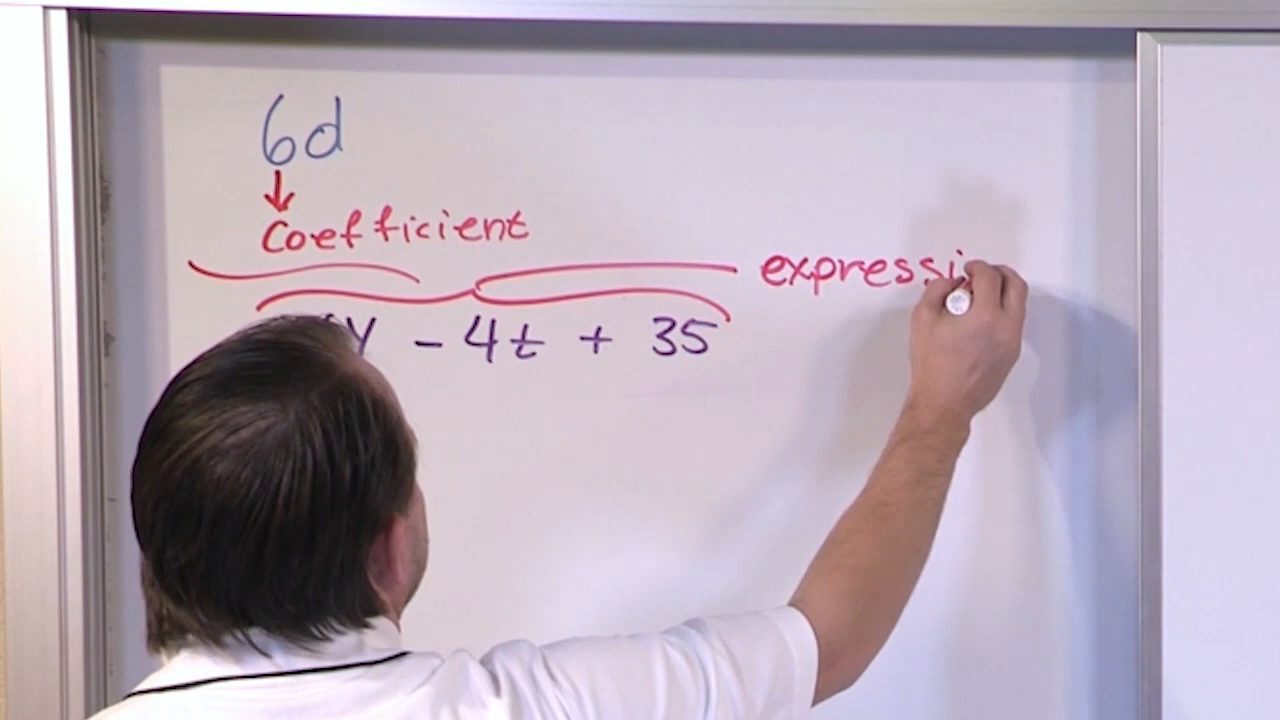 6d
Coefficient
expressi
y - 4t + 35